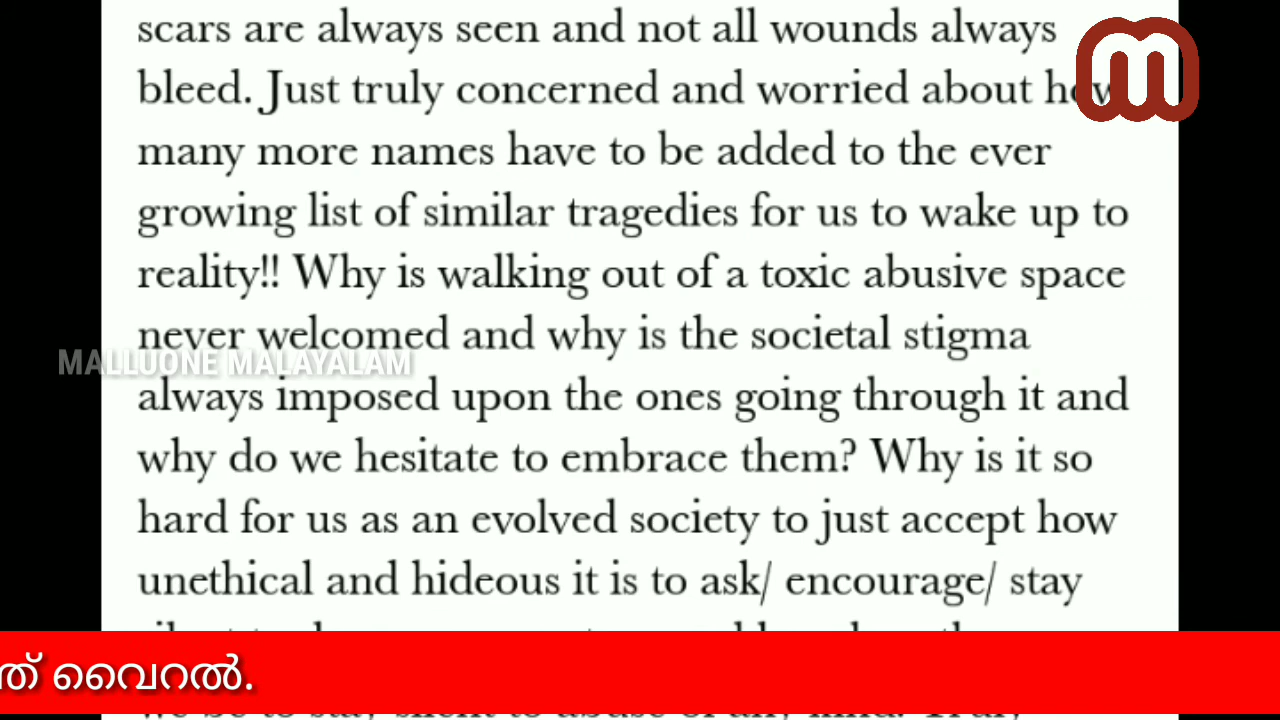 scars are always seen and not all wounds always
bleed. Just truly concerned and worried about how
many more names have to be added to the ever
growing list of similar tragedies for us to wake up to
reality!! Why is walking out of a toxic abusive space
never welcomed and why is the societal stigma
MALLUONE MALAYALAM
always imposed upon the ones going through it and
why do we hesitate to embrace them? Why is it so
hard for us as an evolved society to just accept how
unethical and hideous it is to ask/ encourage/ stay
ത് വൈറൽ.